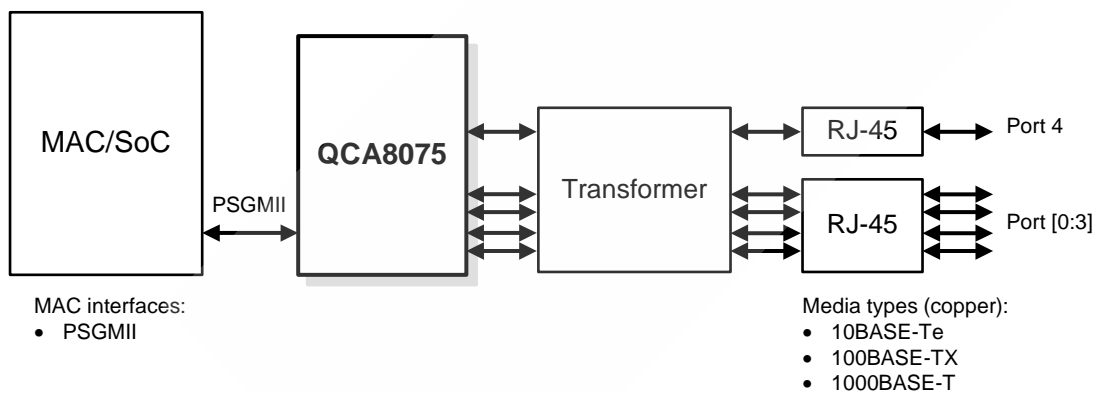 MAC/SoC
QCA8075
PSGMII
Transformer
RJ-45
Port 4
RJ-45
Port [0:3]
MAC interfaces:
• PSGMII
Media types (copper):
• 10BASE-Te
• 100BASE-TX
• 1000BASE-T